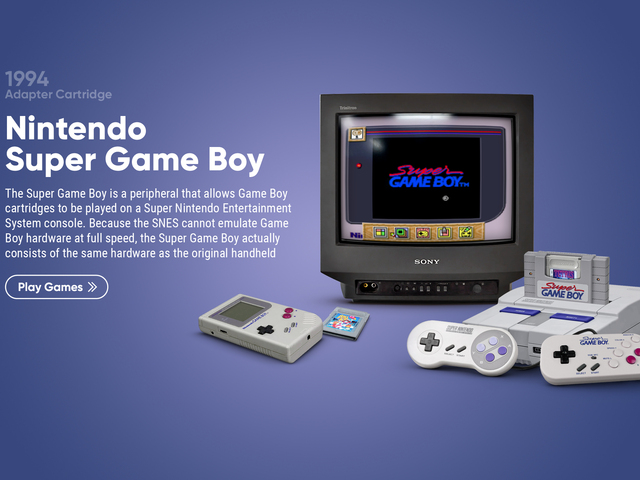 1994
Adapter Cartridge
Nintendo
Super Game Boy
The Super Game Boy is a peripheral that allows Game Boy
cartridges to be played on a Super Nintendo Entertainment
System console. Because the SNES cannot emulate Game
Boy hardware at full speed, the Super Game Boy actually
consists of the same hardware as the original handheld
Play Games
Super
GAME BOY™
SONY
Super
GAME BOY